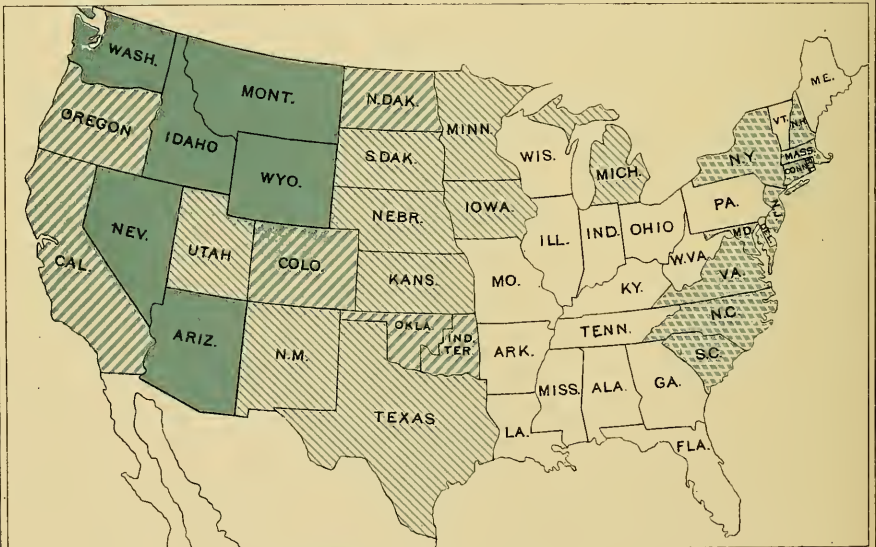 WASH.
MONT.
N.DAK.
MINN.
OREGON
IDAHO
S.DAK.
WIS.
MICH.
ME.
VT.
N.H.
N.Y.
MASS.
CONN.
WYO.
NEBR.
IOWA.
PA.
N.J.
NEV.
UTAH
COLO.
KANS.
MO.
ILL.
IND.
OHIO
W.VA.
MD.
DEL.
VA.
CAL.
KY.
ARIZ.
N.M.
OKLA.
IND.
TER.
ARK.
TENN.
N.C.
S.C.
TEXAS
LA.
MISS.
ALA.
GA.
FLA.